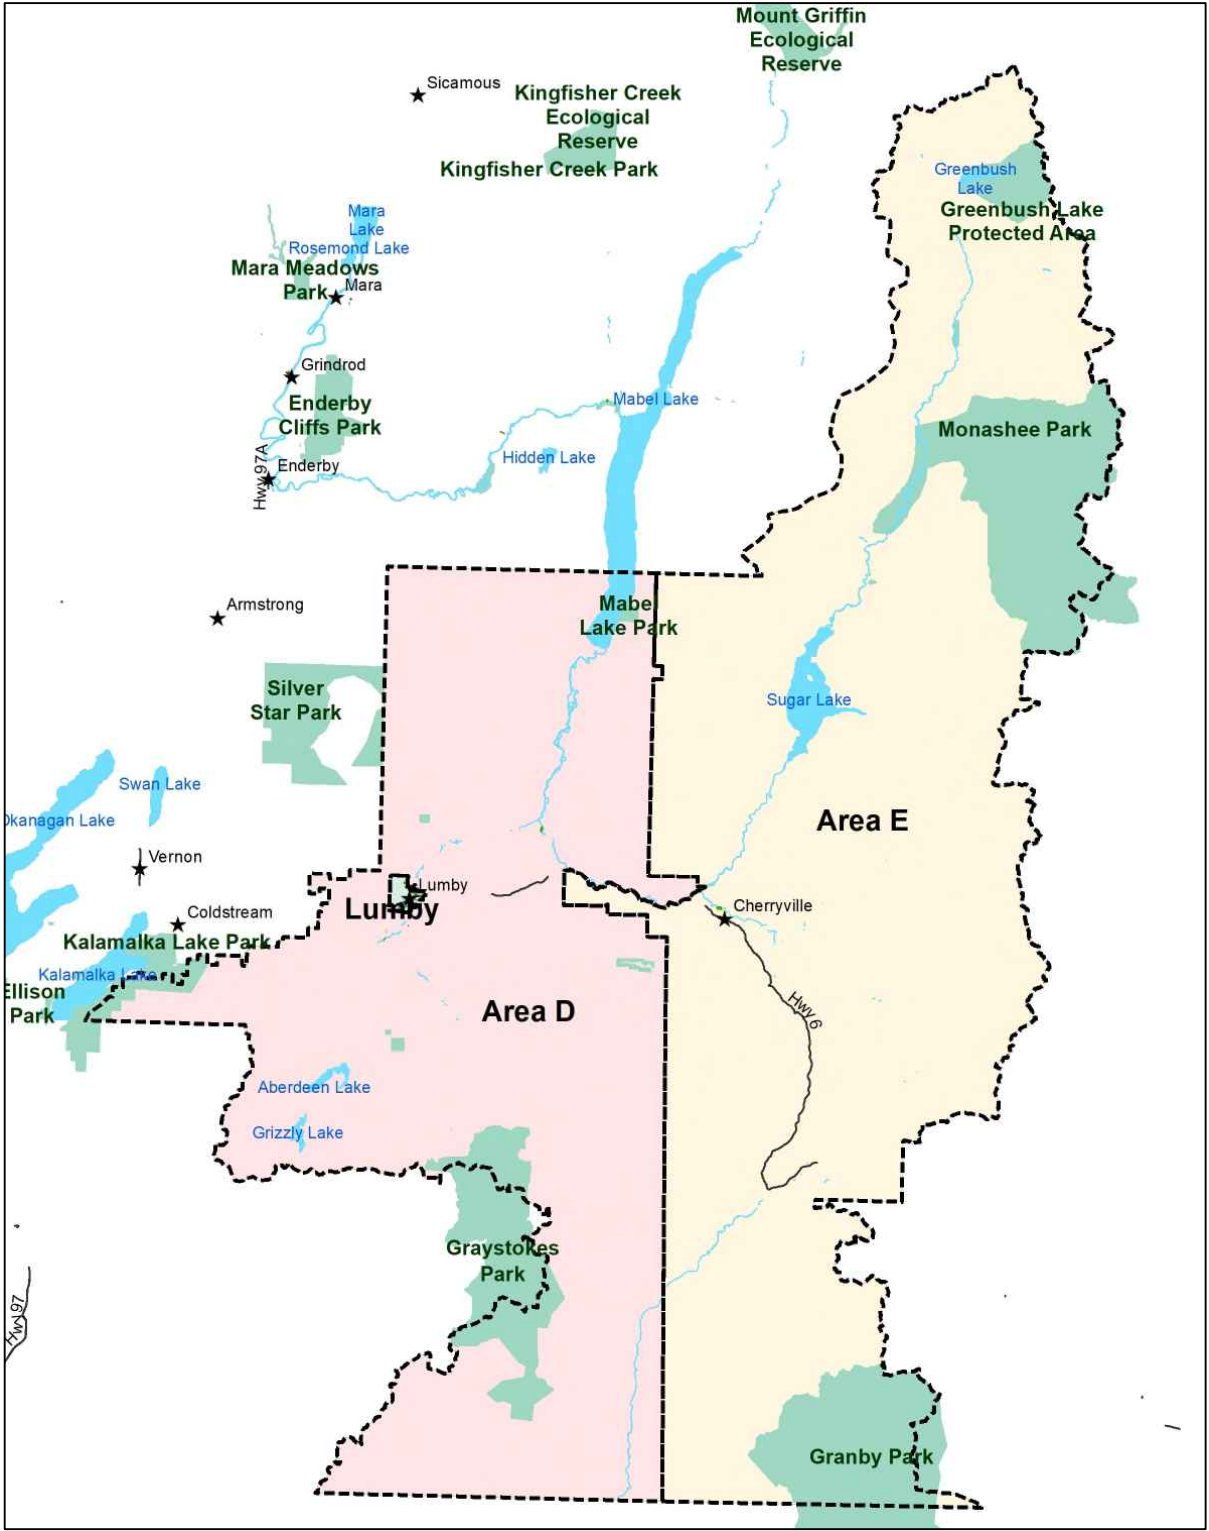 Mount Griffin
Ecological
Reserve
Sicamous
Kingfisher Creek
Ecological
Reserve
Kingfisher Creek Park
Greenbush
Lake
Greenbush Lake
Protected Area
Mara
Lake
Rosemond Lake
Mara Meadows
Park
Mara
Grindrod
Enderby
Cliffs Park
Mabel Lake
Monashee Park
Hidden Lake
Enderby
Hwy 97A
Armstrong
Mabel
Lake Park
Silver
Star Park
Sugar Lake
Swan Lake
Okanagan Lake
Area E
Vernon
Lumby
Lumby
Cherryville
Coldstream
Kalamalka Lake Park
Kalamalka Lake
Ellison
Park
Area D
Hwy 6
Aberdeen Lake
Grizzly Lake
Graystokes
Park
Hwy 97
Granby Park